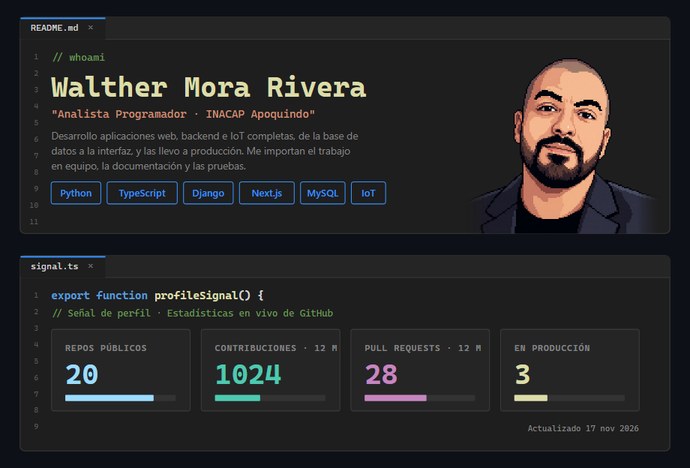 README.md ×
1
// whoami
2
Walther Mora Rivera
3
4
"Analista Programador · INACAP Apoquindo"
5
Desarrollo aplicaciones web, backend e IoT completas, de la base de
6
datos a la interfaz, y las llevo a producción. Me importan el trabajo
7
en equipo, la documentación y las pruebas.
8
9
Python TypeScript Django Next.js MySQL IoT
10
11
signal.ts ×
1
export function profileSignal() {
2
// Señal de perfil · Estadísticas en vivo de GitHub
3
4
REPOS PÚBLICOS CONTRIBUCIONES · 12 M PULL REQUESTS · 12 M EN PRODUCCIÓN
5
6
20 1024 28 3
7
8
9
Actualizado 17 nov 2026